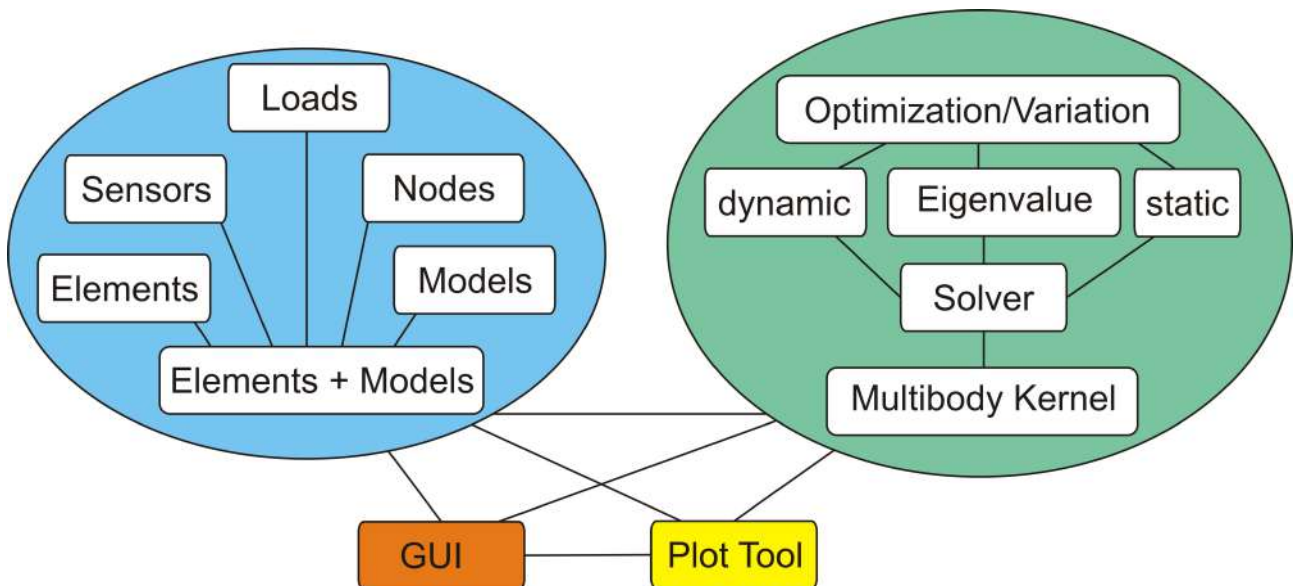 Loads
Sensors
Nodes
Elements
Models
Elements + Models
Optimization/Variation
dynamic
Eigenvalue
static
Solver
Multibody Kernel
GUI
Plot Tool